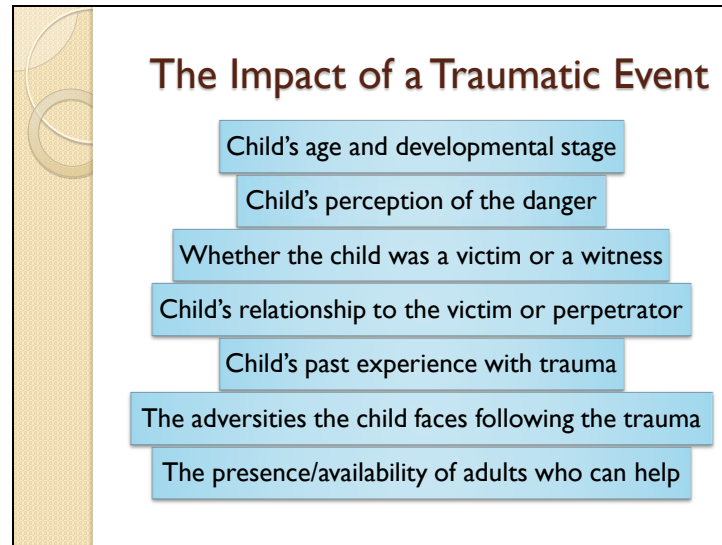 The Impact of a Traumatic Event
Child's age and developmental stage
Child's perception of the danger
Whether the child was a victim or a witness
Child's relationship to the victim or perpetrator
Child's past experience with trauma
The adversities the child faces following the trauma
The presence/availability of adults who can help